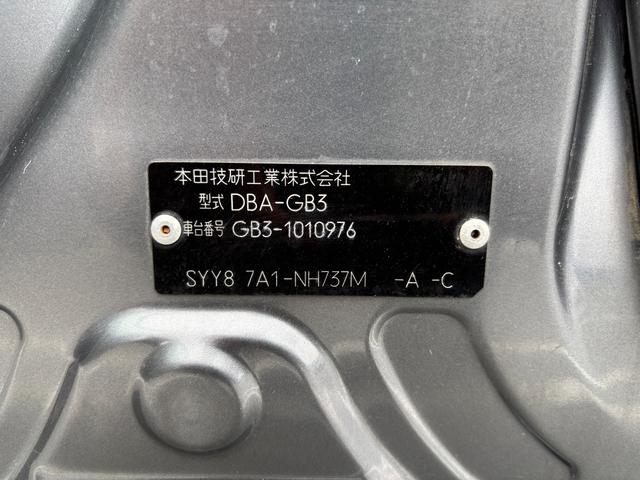 本田技研工業株式会社
型式 DBA-GB3
車台番号 GB3-1010976
SYY8 7A1-NH737M -A -C